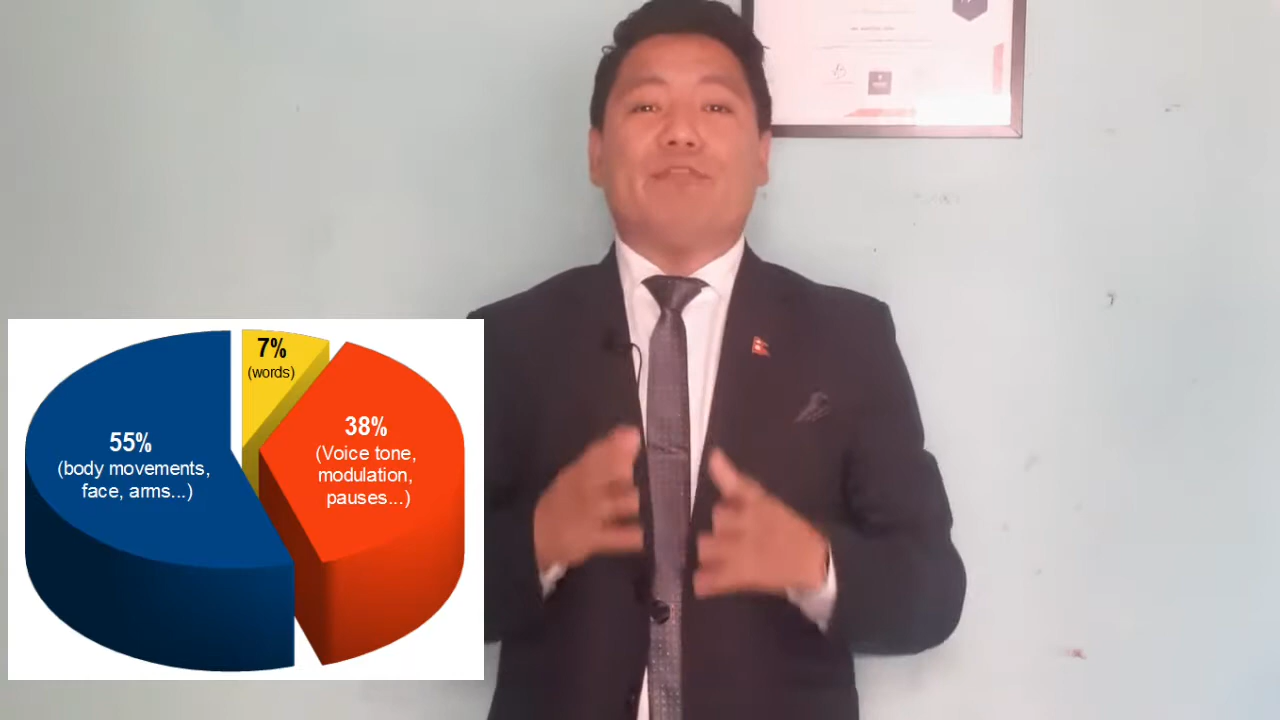 7%
(words)
38%
(Voice tone,
modulation,
pauses...)
55%
(body movements,
face, arms...)